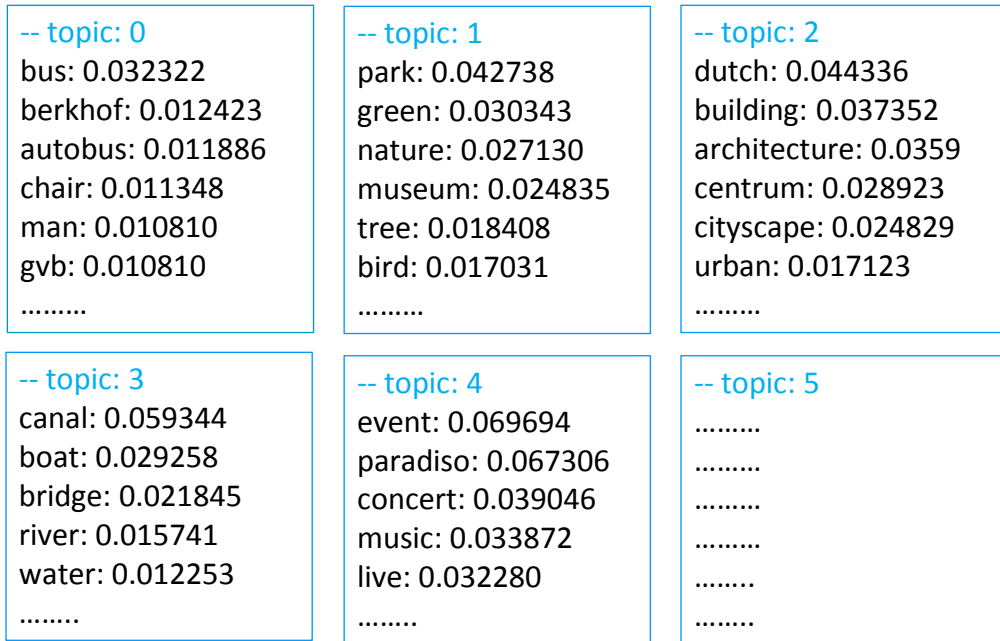 -- topic: 0
bus: 0.032322
berkhof: 0.012423
autobus: 0.011886
chair: 0.011348
man: 0.010810
gvb: 0.010810
………
-- topic: 1
park: 0.042738
green: 0.030343
nature: 0.027130
museum: 0.024835
tree: 0.018408
bird: 0.017031
………
-- topic: 2
dutch: 0.044336
building: 0.037352
architecture: 0.0359
centrum: 0.028923
cityscape: 0.024829
urban: 0.017123
………
-- topic: 3
canal: 0.059344
boat: 0.029258
bridge: 0.021845
river: 0.015741
water: 0.012253
……..
-- topic: 4
event: 0.069694
paradiso: 0.067306
concert: 0.039046
music: 0.033872
live: 0.032280
……..
-- topic: 5
………
………
………
………
……..
……..